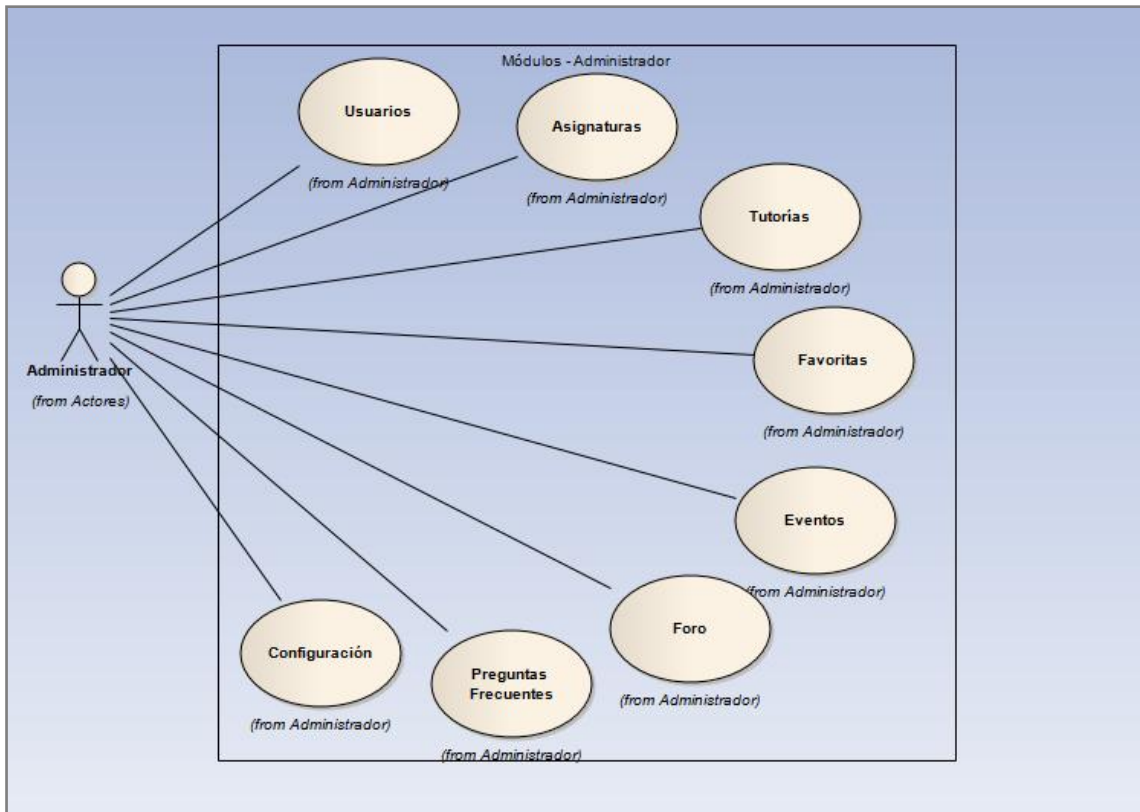 Módulos - Administrador
Usuarios
(from Administrador)
Asignaturas
(from Administrador)
Tutorías
(from Administrador)
Administrador
(from Actores)
Favoritas
(from Administrador)
Eventos
(from Administrador)
Foro
(from Administrador)
Configuración
(from Administrador)
Preguntas
Frecuentes
(from Administrador)